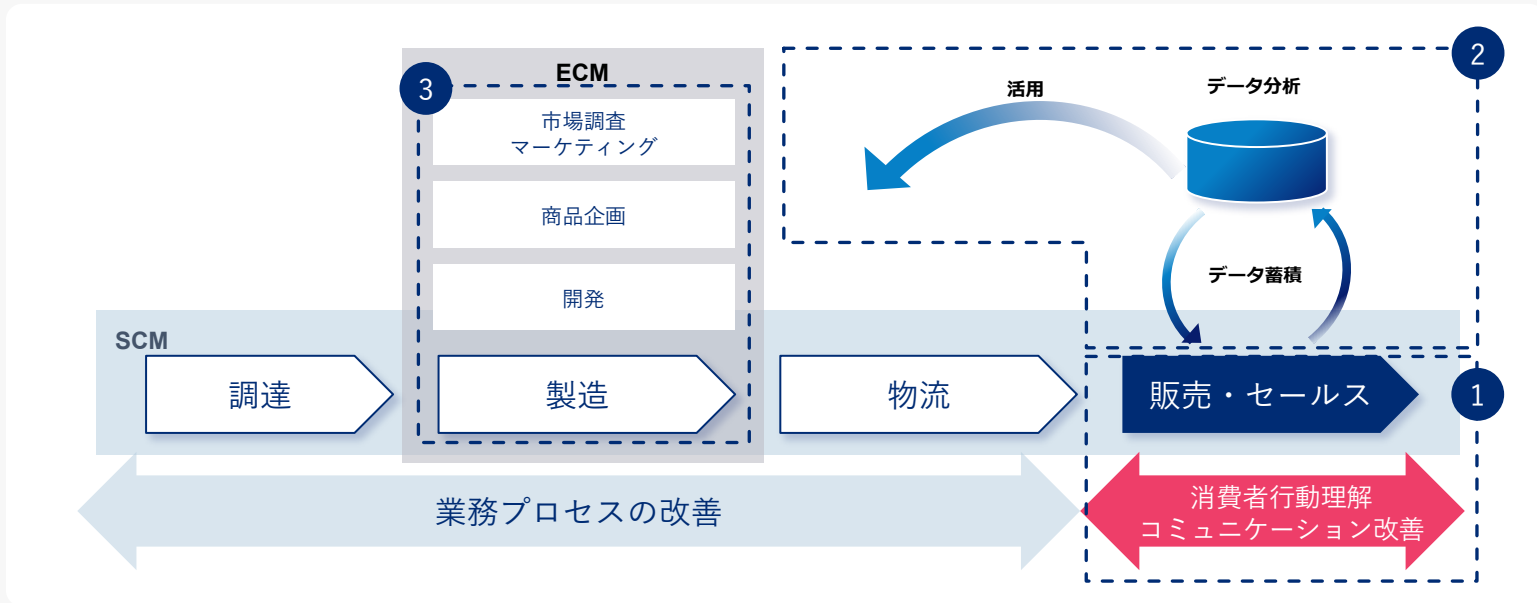 ECM
3
市場調査
マーケティング
商品企画
開発
2
活用
データ分析
データ蓄積
SCM
調達
製造
物流
販売・セールス
1
業務プロセスの改善
消費者行動理解
コミュニケーション改善